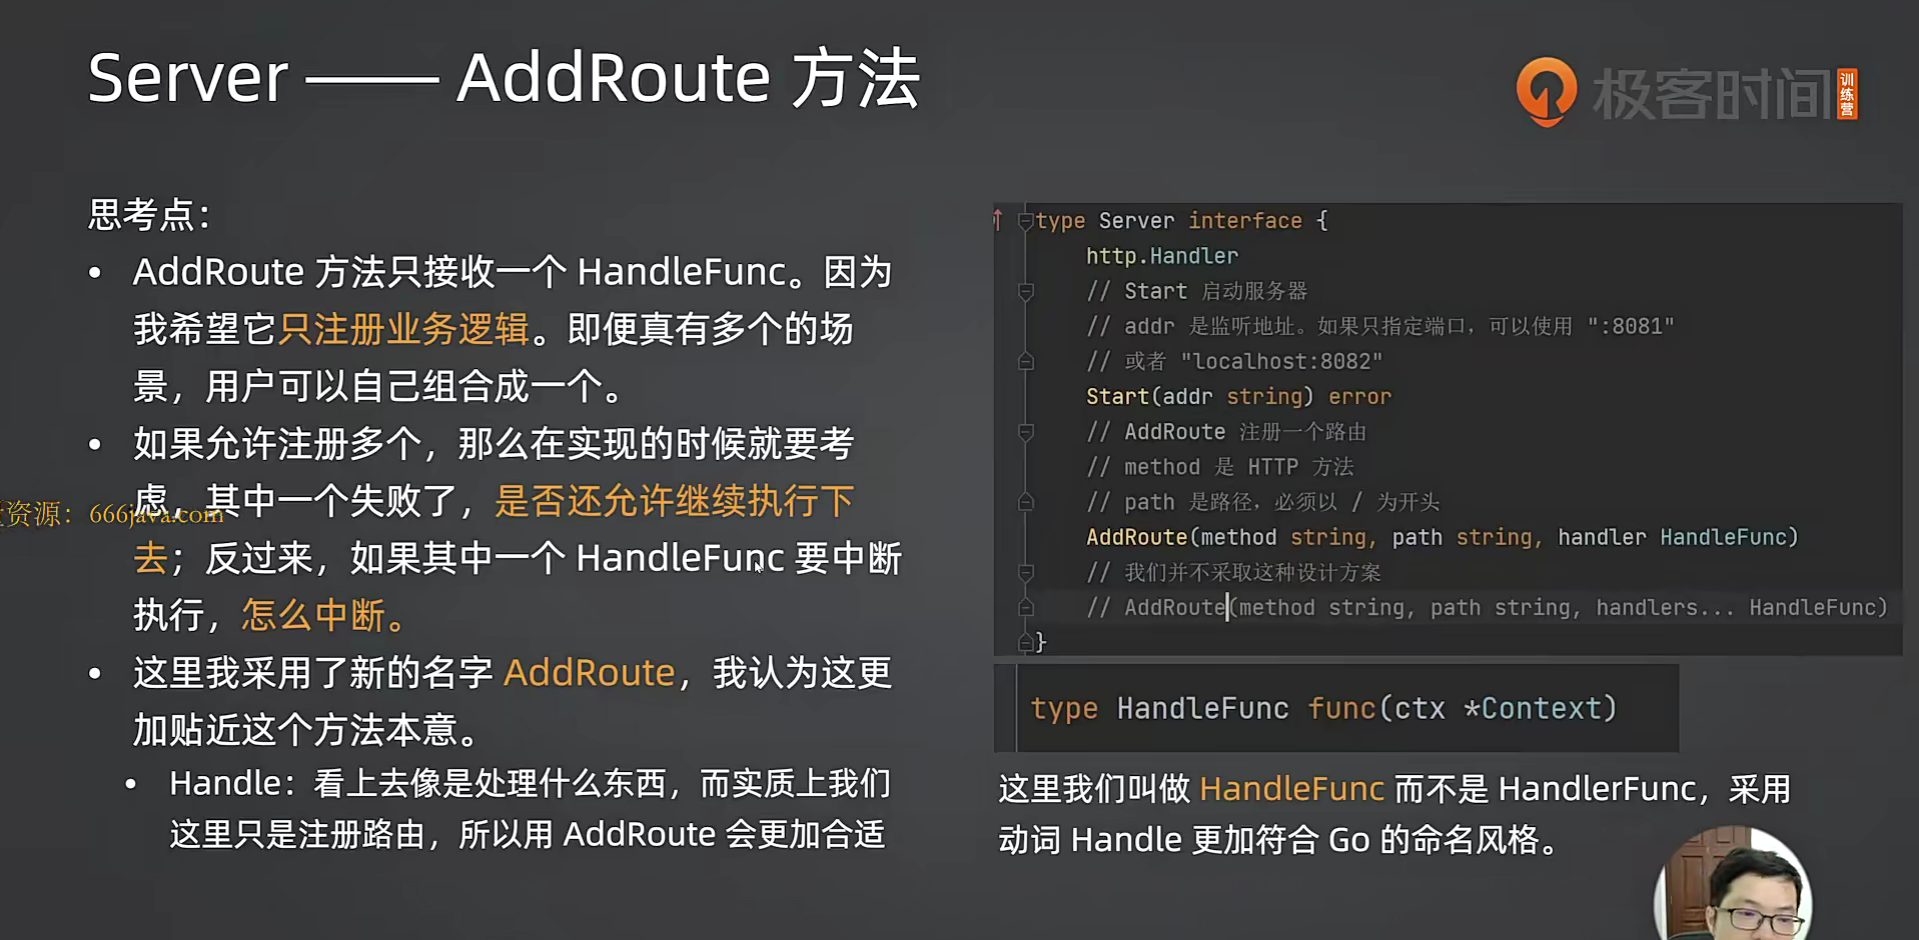 Server —— AddRoute 方法
极客时间
训练营
思考点：
• AddRoute 方法只接收一个 HandleFunc。因为
我希望它只注册业务逻辑。即便真有多个的场
景，用户可以自己组合成一个。
• 如果允许注册多个，那么在实现的时候就要考
虑，其中一个失败了，是否还允许继续执行下
资源：666java.com
去；反过来，如果其中一个 HandleFunc 要中断
执行，怎么中断。
• 这里我采用了新的名字 AddRoute，我认为这更
加贴近这个方法本意。
• Handle：看上去像是处理什么东西，而实质上我们
这里只是注册路由，所以用 AddRoute 会更加合适
type Server interface {
http.Handler
// Start 启动服务器
// addr 是监听地址。如果只指定端口，可以使用 ":8081"
// 或者 "localhost:8082"
Start(addr string) error
// AddRoute 注册一个路由
// method 是 HTTP 方法
// path 是路径，必须以 / 为开头
AddRoute(method string, path string, handler HandleFunc)
// 我们并不采取这种设计方案
// AddRoute(method string, path string, handlers... HandleFunc)
}
type HandleFunc func(ctx *Context)
这里我们叫做 HandleFunc 而不是 HandlerFunc，采用
动词 Handle 更加符合 Go 的命名风格。